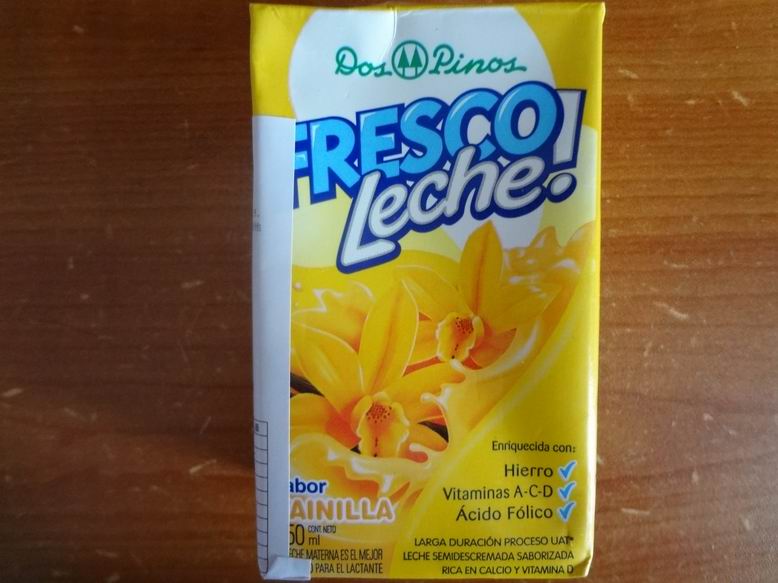 Dos Pinos
FRESCO
Leche!
Enriquecida con:
Hierro
Vitaminas A-C-D
Ácido Fólico
abor
AINILLA
CONT. NETO
50 ml
ECHE MATERNA ES EL MEJOR
O PARA EL LACTANTE
LARGA DURACIÓN PROCESO UAT*
LECHE SEMIDESCREMADA SABORIZADA
RICA EN CALCIO Y VITAMINA D